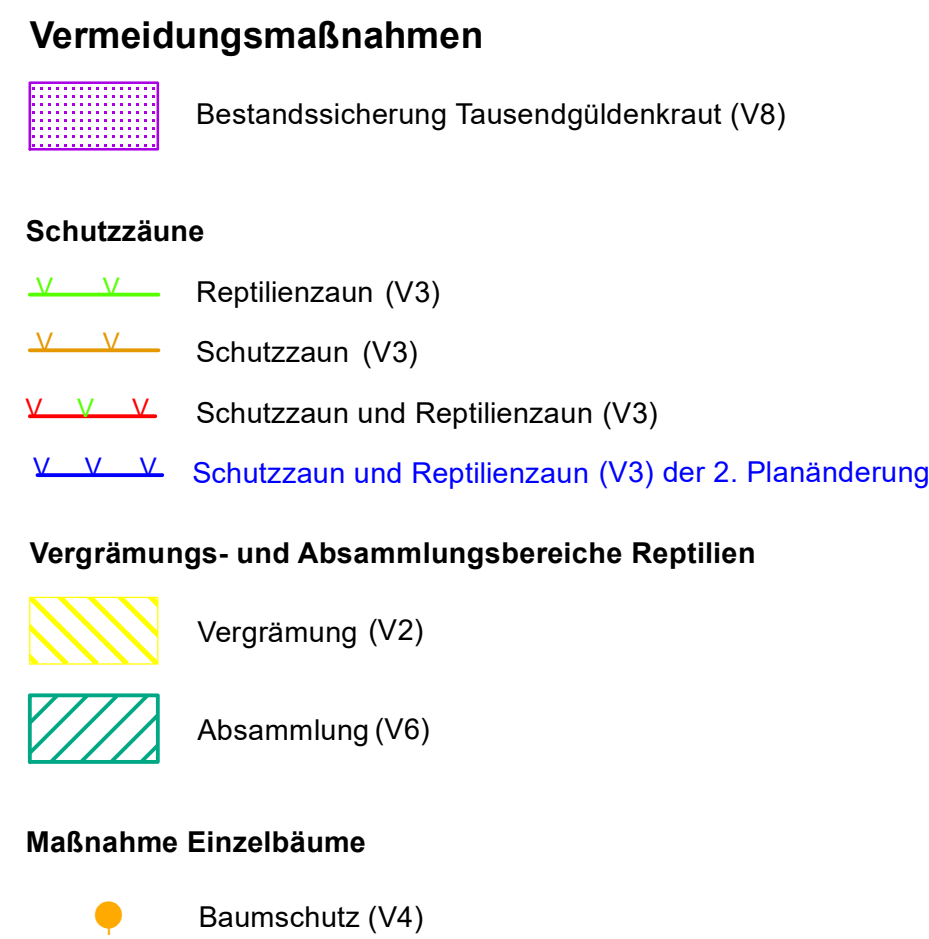 Vermeidungsmaßnahmen
Bestandssicherung Tausendgüldenkraut (V8)
Schutzzäune
V V Reptilienzaun (V3)
V V Schutzzaun (V3)
V V V Schutzzaun und Reptilienzaun (V3)
V V V Schutzzaun und Reptilienzaun (V3) der 2. Planänderung
Vergrämungs- und Absammlungsbereiche Reptilien
Vergrämung (V2)
Absammlung (V6)
Maßnahme Einzelbäume
Baumschutz (V4)